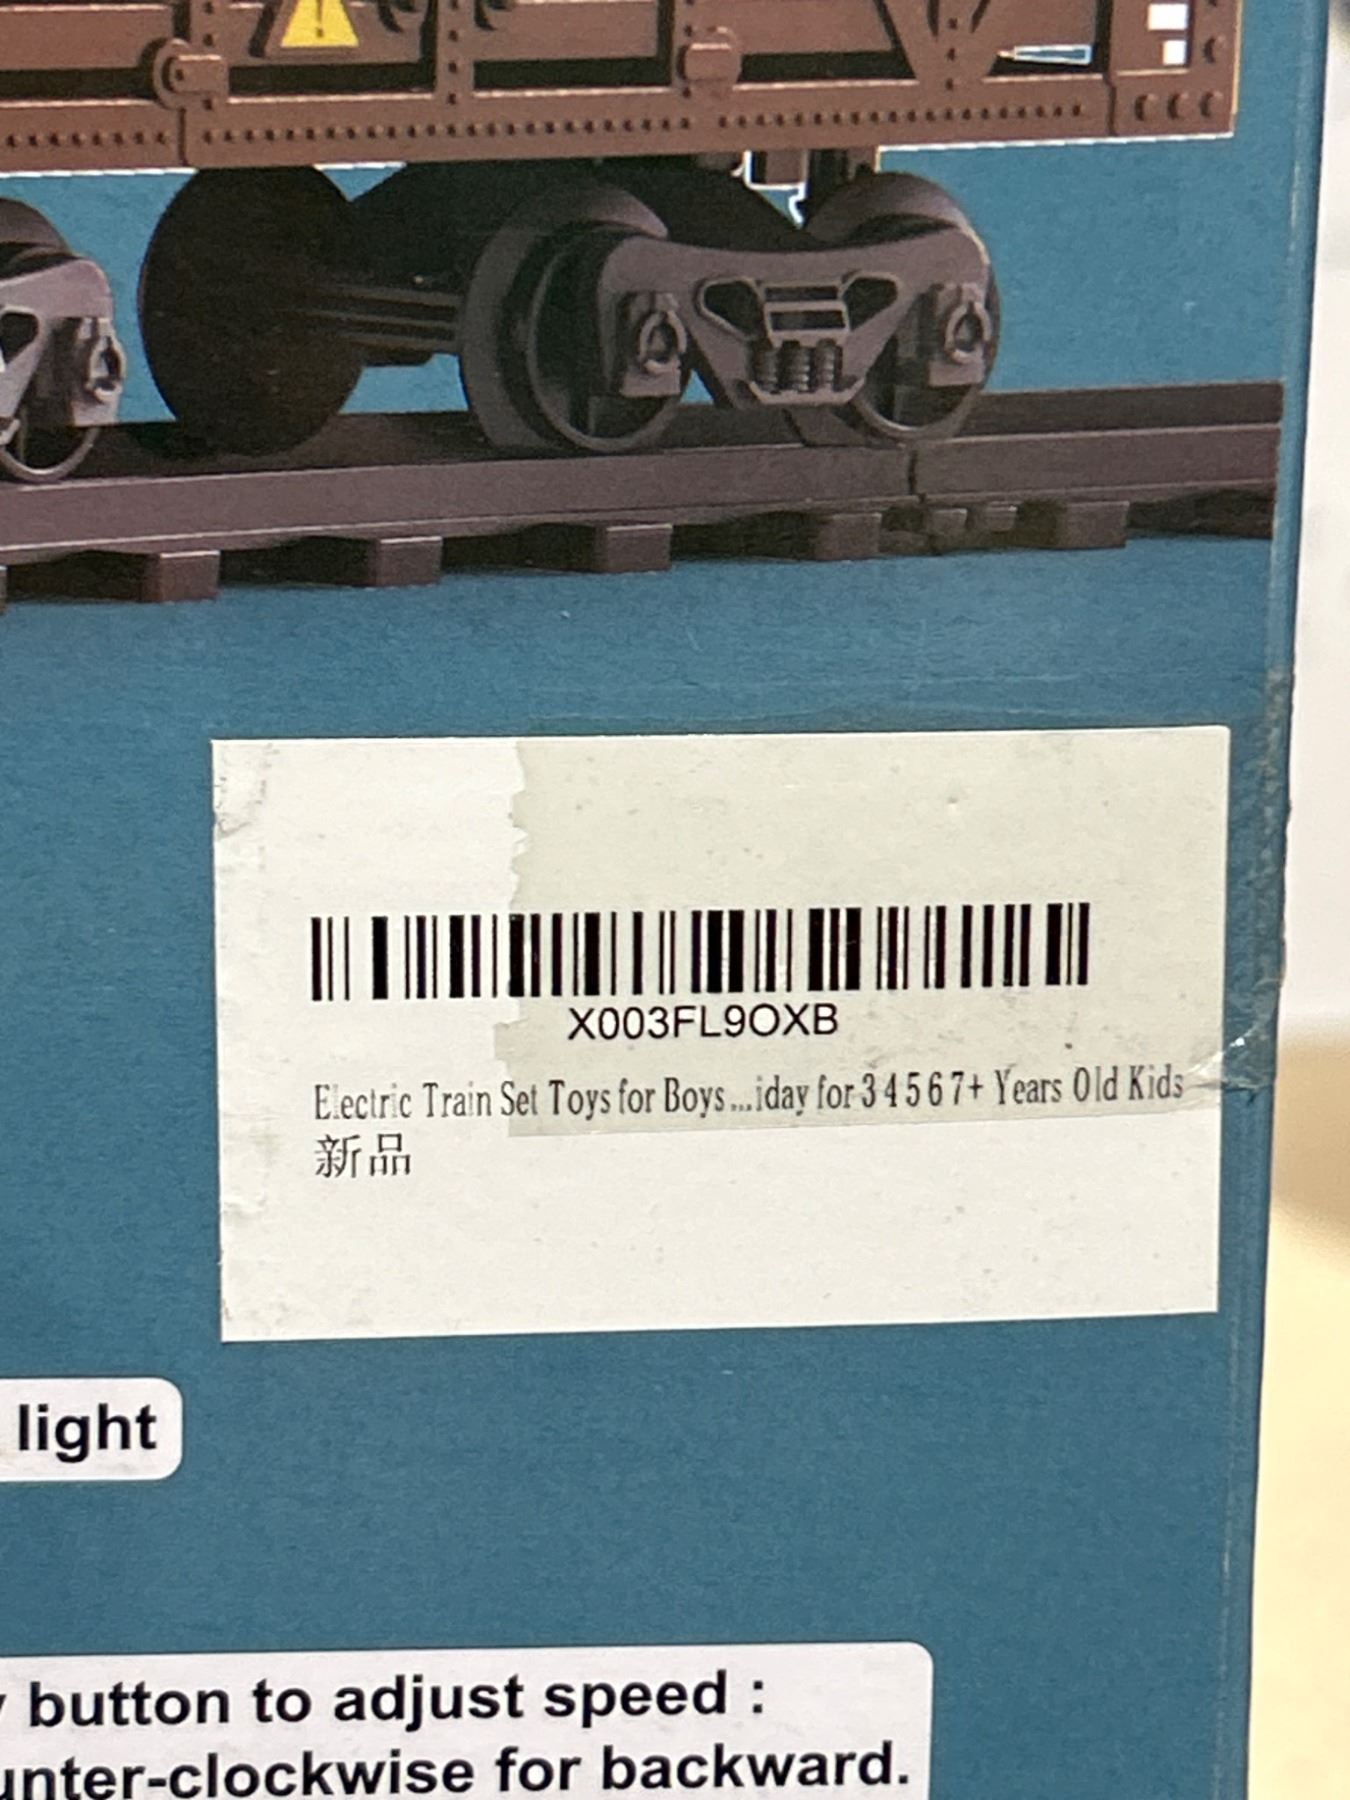 X003FL9OXB
Electric Train Set Toys for Boys...iday for 3 4 5 6 7+ Years Old Kids
新品
light
button to adjust speed :
unter-clockwise for backward.